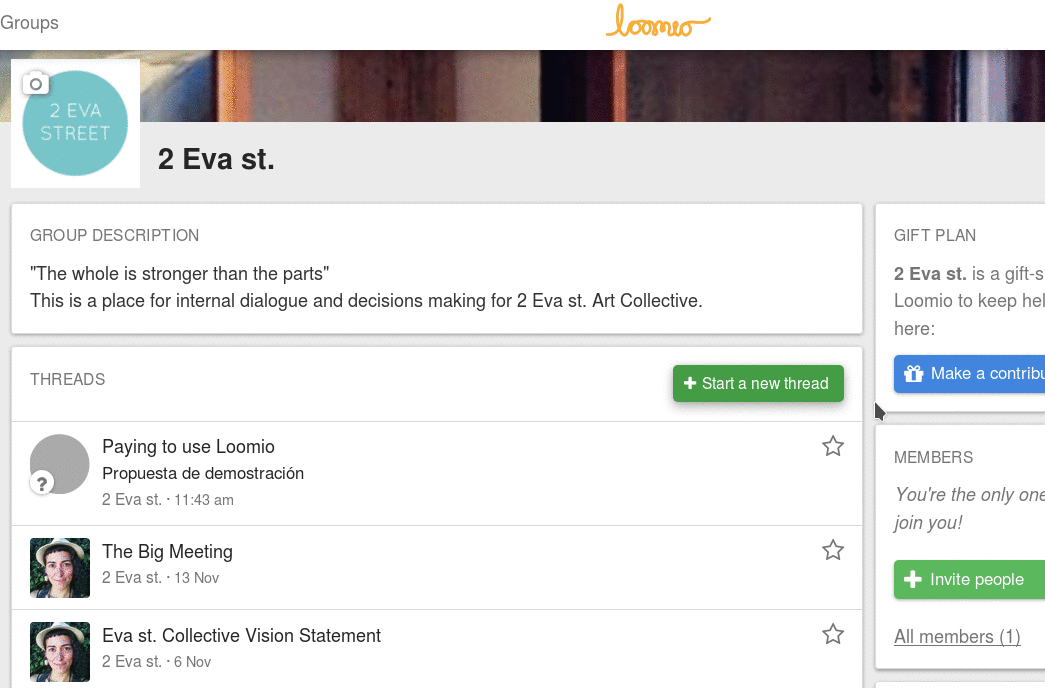 Groups
loomio
2 EVA
STREET
2 Eva st.
GROUP DESCRIPTION
"The whole is stronger than the parts"
This is a place for internal dialogue and decisions making for 2 Eva st. Art Collective.
THREADS
Start a new thread
Paying to use Loomio
Propuesta de demostración
2 Eva st. · 11:43 am
?
The Big Meeting
2 Eva st. · 13 Nov
Eva st. Collective Vision Statement
2 Eva st. · 6 Nov
GIFT PLAN
2 Eva st. is a gift-s
Loomio to keep hel
here:
Make a contribu
MEMBERS
You're the only one
join you!
Invite people
All members (1)